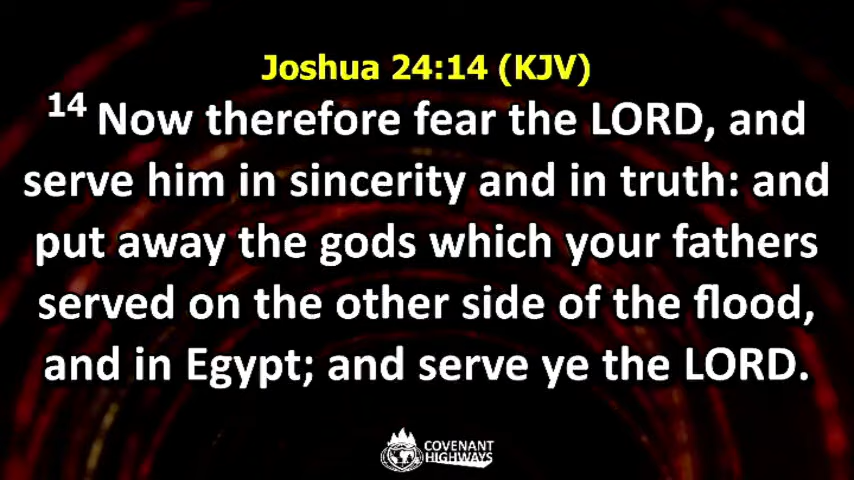 Joshua 24:14 (KJV)
14 Now therefore fear the LORD, and
serve him in sincerity and in truth: and
put away the gods which your fathers
served on the other side of the flood,
and in Egypt; and serve ye the LORD.
COVENANT
HIGHWAYS